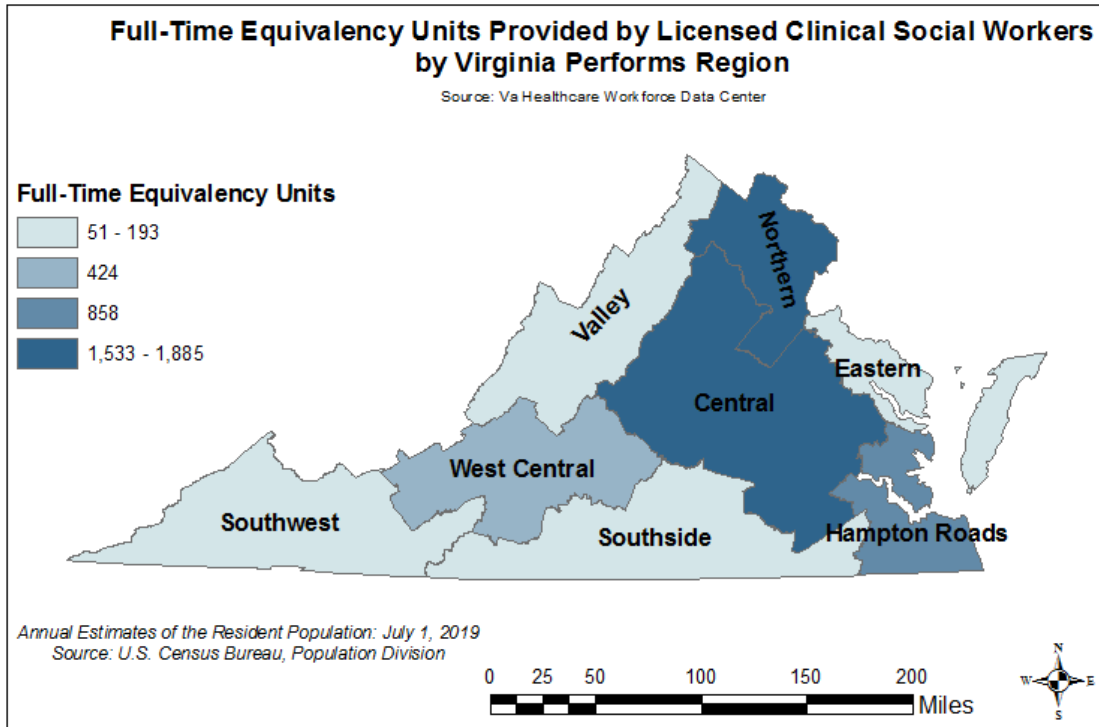 Full-Time Equivalency Units Provided by Licensed Clinical Social Workers
by Virginia Performs Region
Source: Va Healthcare Workforce Data Center
Full-Time Equivalency Units
51 - 193
424
858
1,533 - 1,885
Northern
Valley
Eastern
Central
West Central
Southwest
Southside
Hampton Roads
Annual Estimates of the Resident Population: July 1, 2019
Source: U.S. Census Bureau, Population Division
0 25 50 100 150 200
Miles
N
W E
S